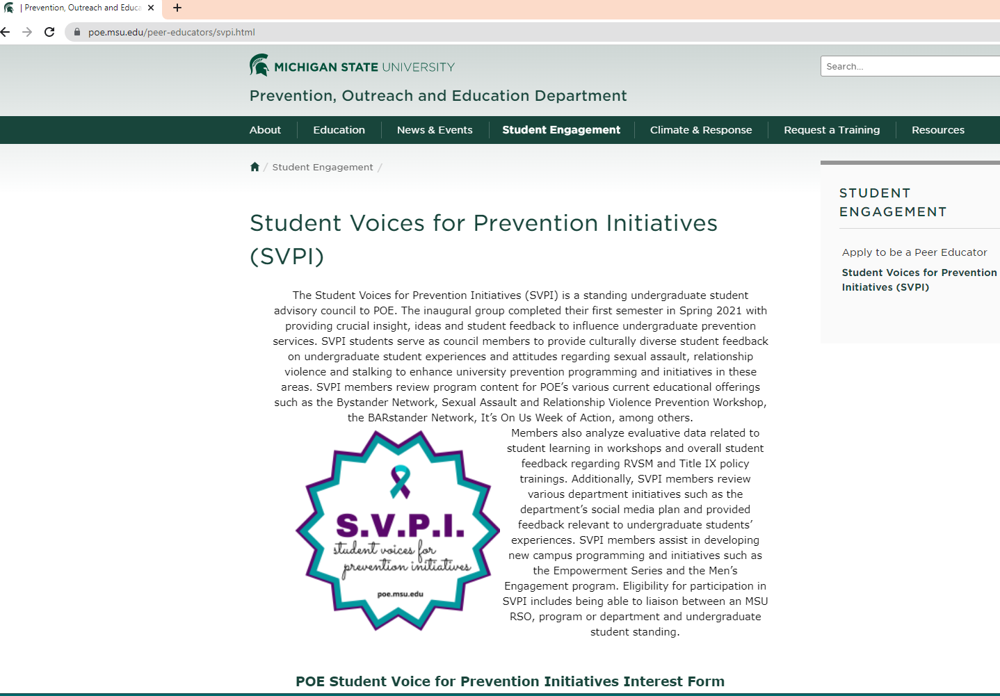 | Prevention, Outreach and Educa
poe.msu.edu/peer-educators/svpi.html
MICHIGAN STATE UNIVERSITY
Search...
Prevention, Outreach and Education Department
About
Education
News & Events
Student Engagement
Climate & Response
Request a Training
Resources
/ Student Engagement /
Student Voices for Prevention Initiatives
(SVPI)
The Student Voices for Prevention Initiatives (SVPI) is a standing undergraduate student
advisory council to POE. The inaugural group completed their first semester in Spring 2021 with
providing crucial insight, ideas and student feedback to influence undergraduate prevention
services. SVPI students serve as council members to provide culturally diverse student feedback
on undergraduate student experiences and attitudes regarding sexual assault, relationship
violence and stalking to enhance university prevention programming and initiatives in these
areas. SVPI members review program content for POE’s various current educational offerings
such as the Bystander Network, Sexual Assault and Relationship Violence Prevention Workshop,
the BARstander Network, It’s On Us Week of Action, among others.
Members also analyze evaluative data related to
student learning in workshops and overall student
feedback regarding RVSM and Title IX policy
trainings. Additionally, SVPI members review
various department initiatives such as the
department’s social media plan and provided
feedback relevant to undergraduate students’
experiences. SVPI members assist in developing
new campus programming and initiatives such as
the Empowerment Series and the Men’s
Engagement program. Eligibility for participation in
SVPI includes being able to liaison between an MSU
RSO, program or department and undergraduate
student standing.
S.V.P.I.
student voices for
prevention initiatives
poe.msu.edu
POE Student Voice for Prevention Initiatives Interest Form
STUDENT
ENGAGEMENT
Apply to be a Peer Educator
Student Voices for Prevention
Initiatives (SVPI)